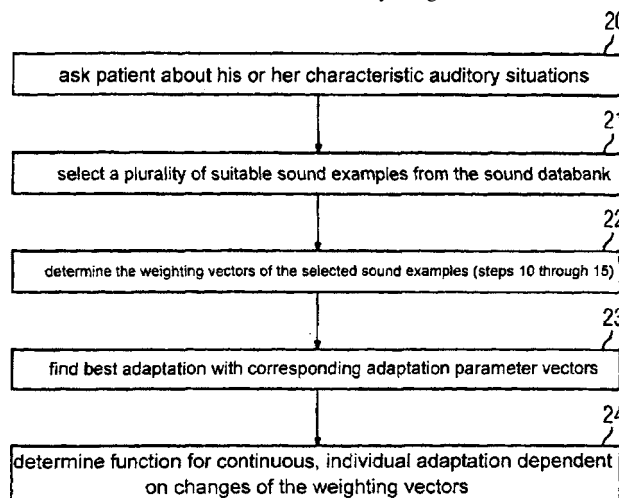 20
ask patient about his or her characteristic auditory situations
21
select a plurality of suitable sound examples from the sound databank
22
determine the weighting vectors of the selected sound examples (steps 10 through 15)
23
find best adaptation with corresponding adaptation parameter vectors
24
determine function for continuous, individual adaptation dependent
on changes of the weighting vectors